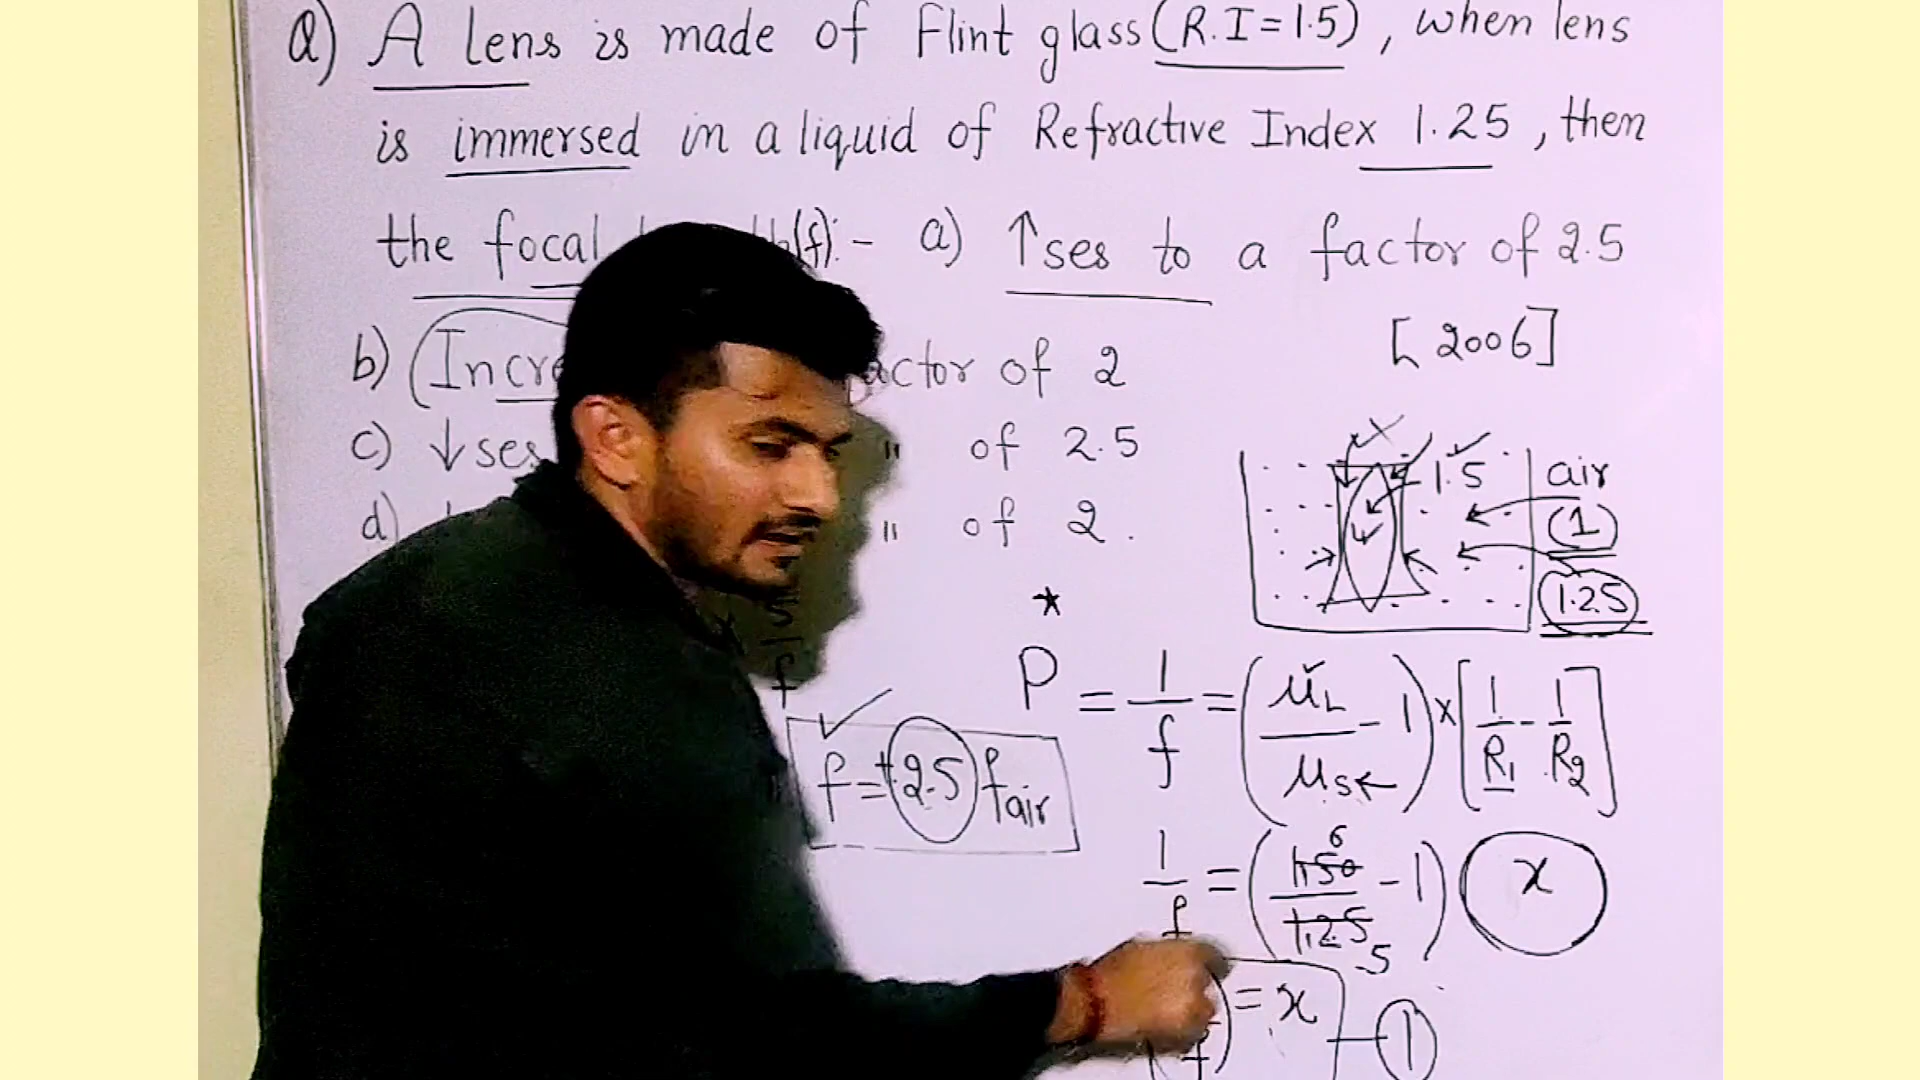 Q) A lens is made of Flint glass (R.I = 1.5), when lens
is immersed in a liquid of Refractive Index 1.25, then
the focal (f):- a) ↑ses to a factor of 2.5
[2006]
b) of 2
c) ↓ses " of 2.5
d) " of 2.
1.5 air
(1)
1.25
*
P = 1/f = (μL/μs - 1) × [1/R1 - 1/R2]
f = +2.5 fair
1/f = (1.50/1.25 - 1) x
6
5
= x - 1